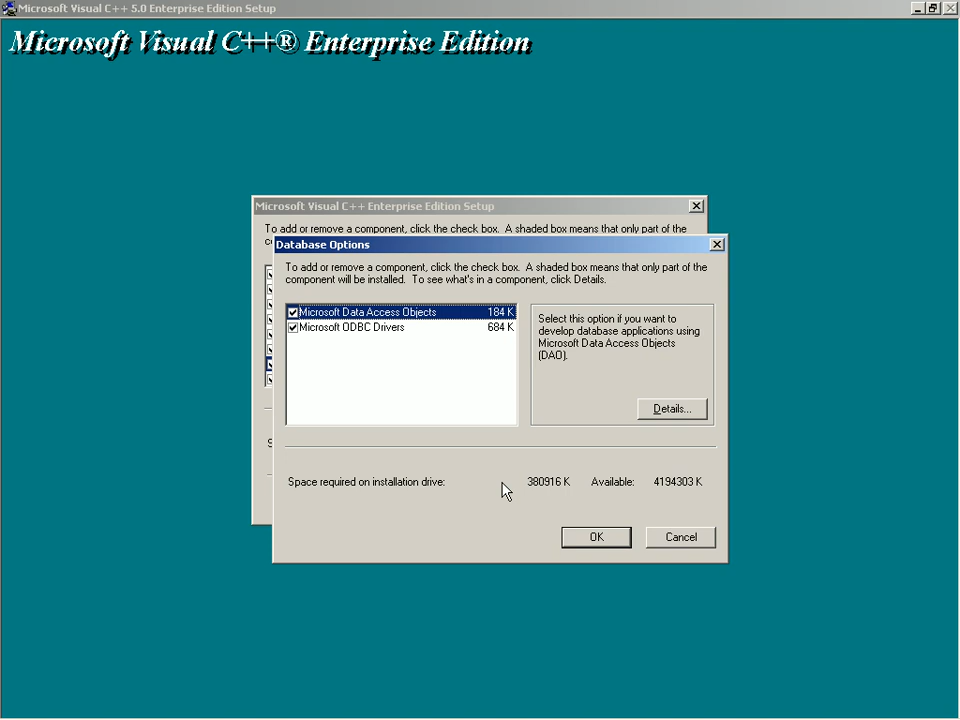 Microsoft Visual C++ 5.0 Enterprise Edition Setup
Microsoft Visual C++® Enterprise Edition
Microsoft Visual C++ Enterprise Edition Setup
To add or remove a component, click the check box. A shaded box means that only part of the
Database Options
To add or remove a component, click the check box. A shaded box means that only part of the
component will be installed. To see what's in a component, click Details.
Microsoft Data Access Objects 184 K
Microsoft ODBC Drivers 684 K
Select this option if you want to
develop database applications using
Microsoft Data Access Objects
(DAO).
Details...
Space required on installation drive: 380916 K Available: 4194303 K
OK Cancel